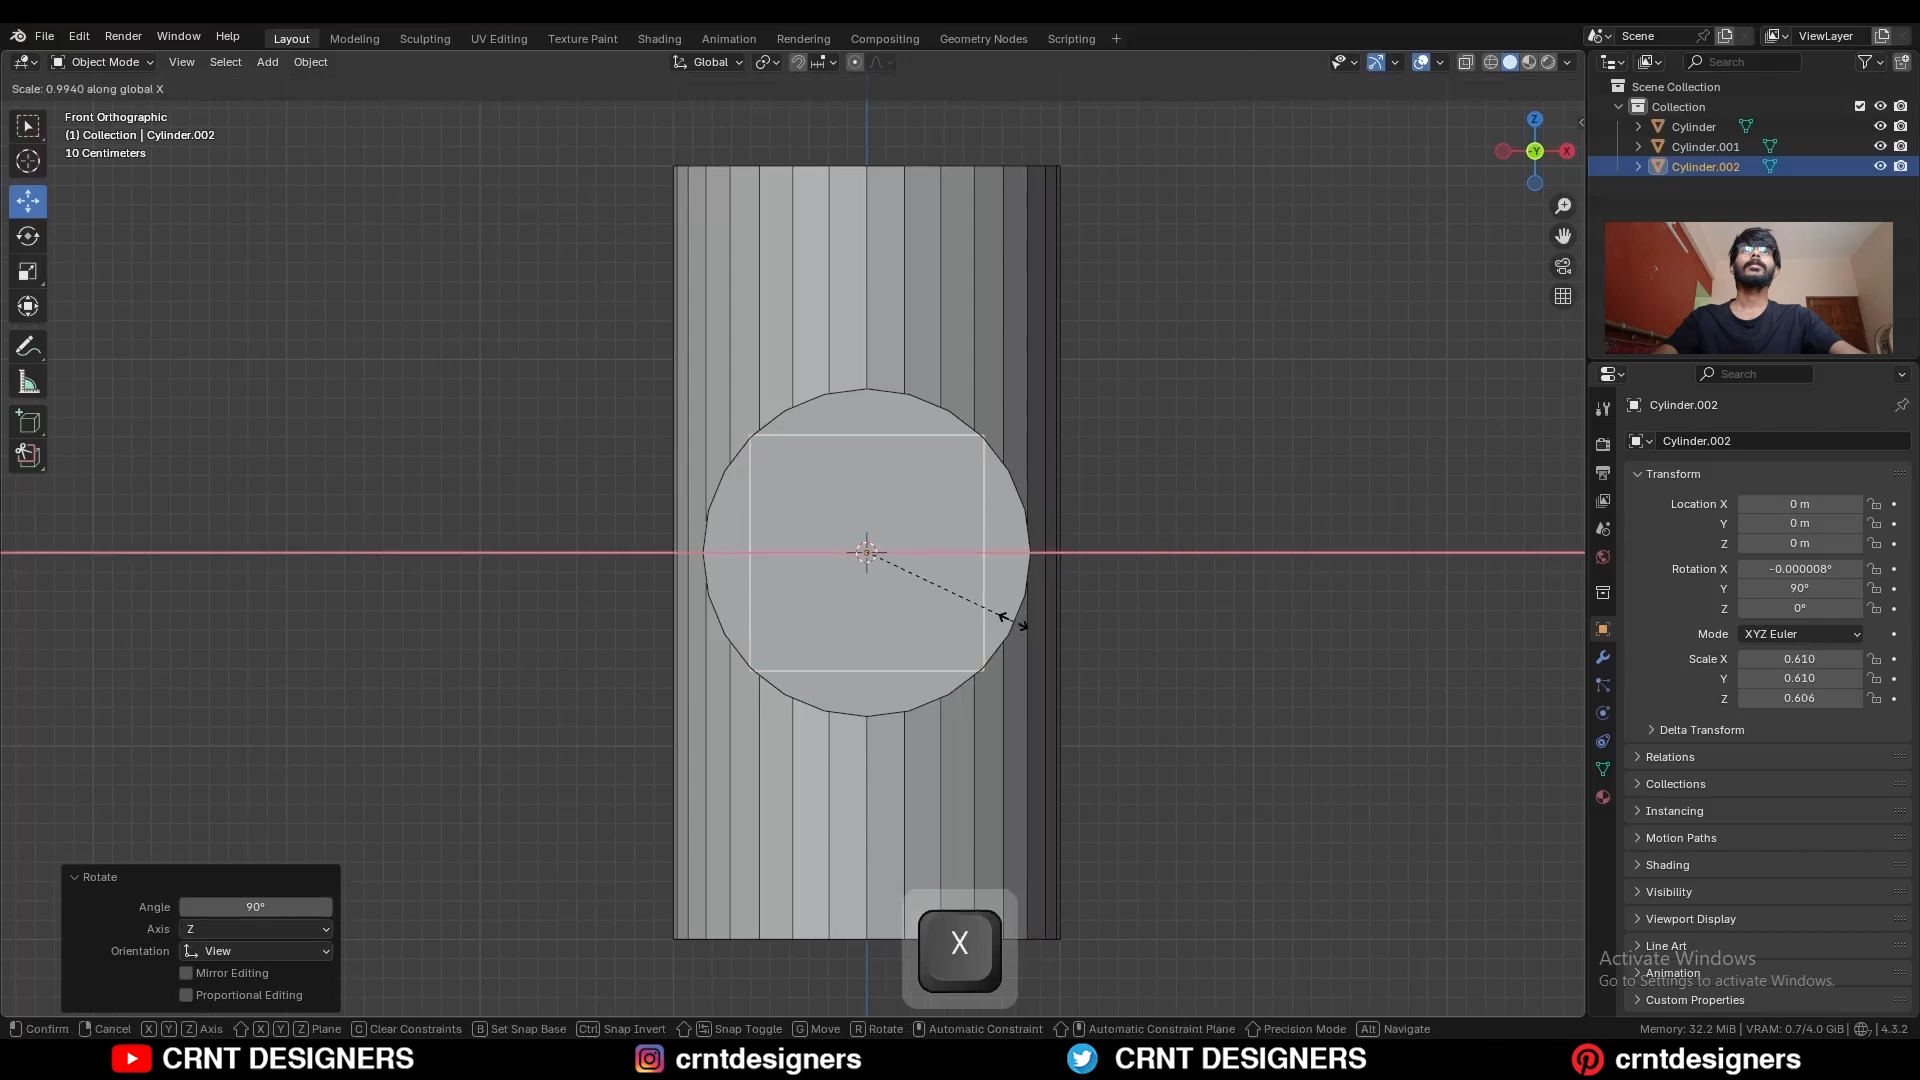 File Edit Render Window Help Layout Modeling Sculpting UV Editing Texture Paint Shading Animation Rendering Compositing Geometry Nodes Scripting + Scene ViewLayer
Object Mode View Select Add Object Global Search
Scale: 0.9940 along global X
Front Orthographic
(1) Collection | Cylinder.002
10 Centimeters
Z
-Y
X
Scene Collection
Collection
Cylinder
Cylinder.001
Cylinder.002
Search
Cylinder.002
Cylinder.002
Transform
Location X 0 m
Y 0 m
Z 0 m
Rotation X -0.000008°
Y 90°
Z 0°
Mode XYZ Euler
Scale X 0.610
Y 0.610
Z 0.606
Delta Transform
Relations
Collections
Instancing
Motion Paths
Shading
Visibility
Viewport Display
Line Art
Animation
Custom Properties
Activate Windows
Go to Settings to activate Windows.
Rotate
Angle 90°
Axis Z
Orientation View
Mirror Editing
Proportional Editing
X
Confirm Cancel X Y Z Axis X Y Z Plane C Clear Constraints B Set Snap Base Ctrl Snap Invert Snap Toggle G Move R Rotate Automatic Constraint Automatic Constraint Plane Precision Mode Alt Navigate Memory: 32.2 MiB | VRAM: 0.7/4.0 GiB | 4.3.2
CRNT DESIGNERS crntdesigners CRNT DESIGNERS crntdesigners